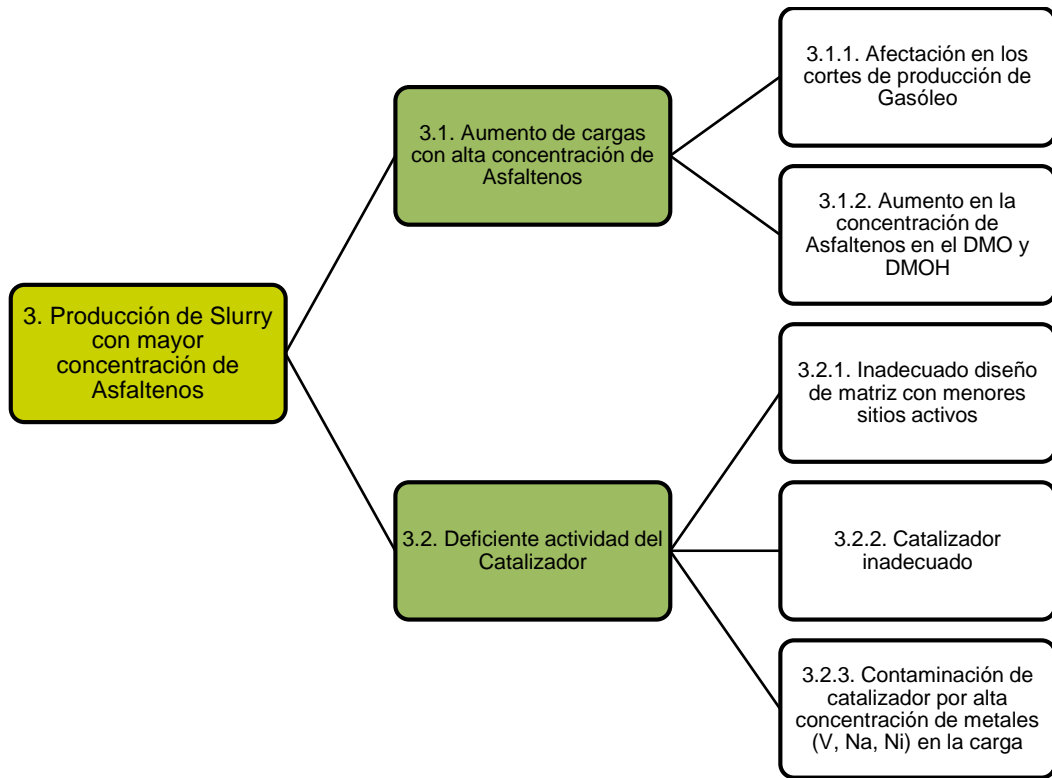 3. Producción de Slurry
con mayor
concentración de
Asfaltenos
3.1. Aumento de cargas
con alta concentración de
Asfaltenos
3.1.1. Afectación en los
cortes de producción de
Gasóleo
3.1.2. Aumento en la
concentración de
Asfaltenos en el DMO y
DMOH
3.2. Deficiente actividad del
Catalizador
3.2.1. Inadecuado diseño
de matriz con menores
sitios activos
3.2.2. Catalizador
inadecuado
3.2.3. Contaminación de
catalizador por alta
concentración de metales
(V, Na, Ni) en la carga